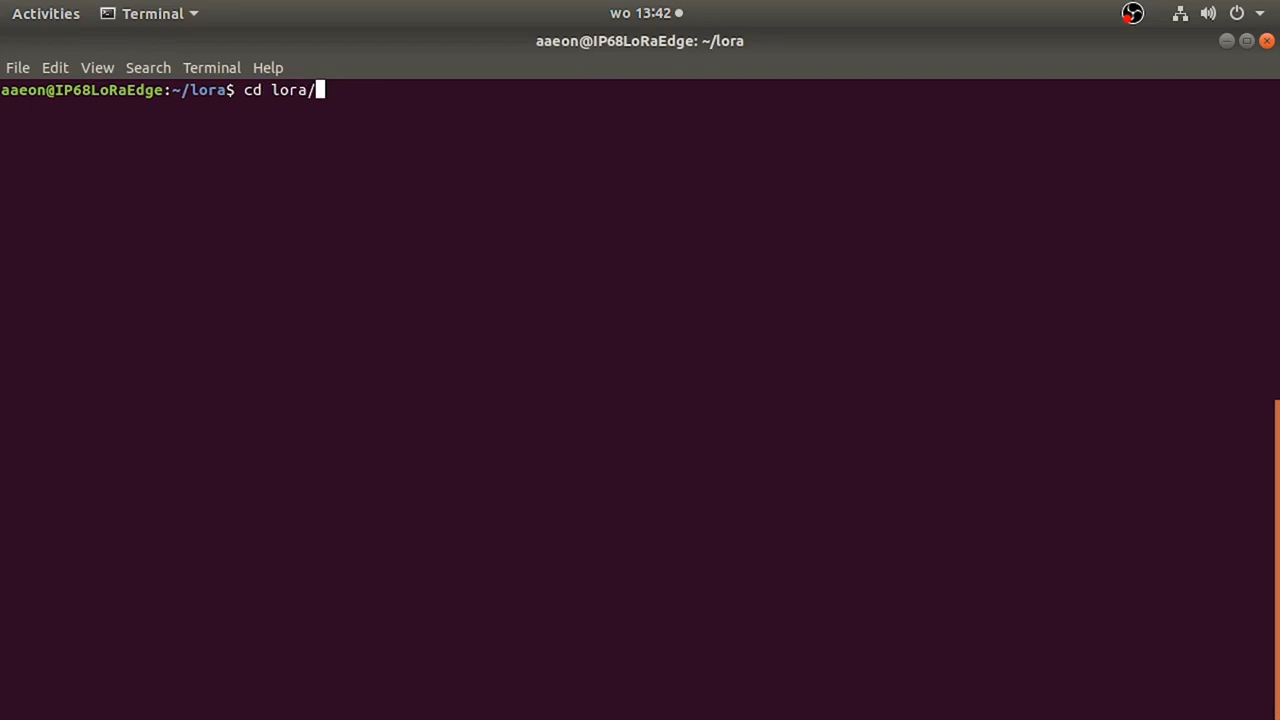 Activities Terminal wo 13:42
aaeon@IP68LoRaEdge: ~/lora
File Edit View Search Terminal Help
aaeon@IP68LoRaEdge:~/lora$ cd lora/